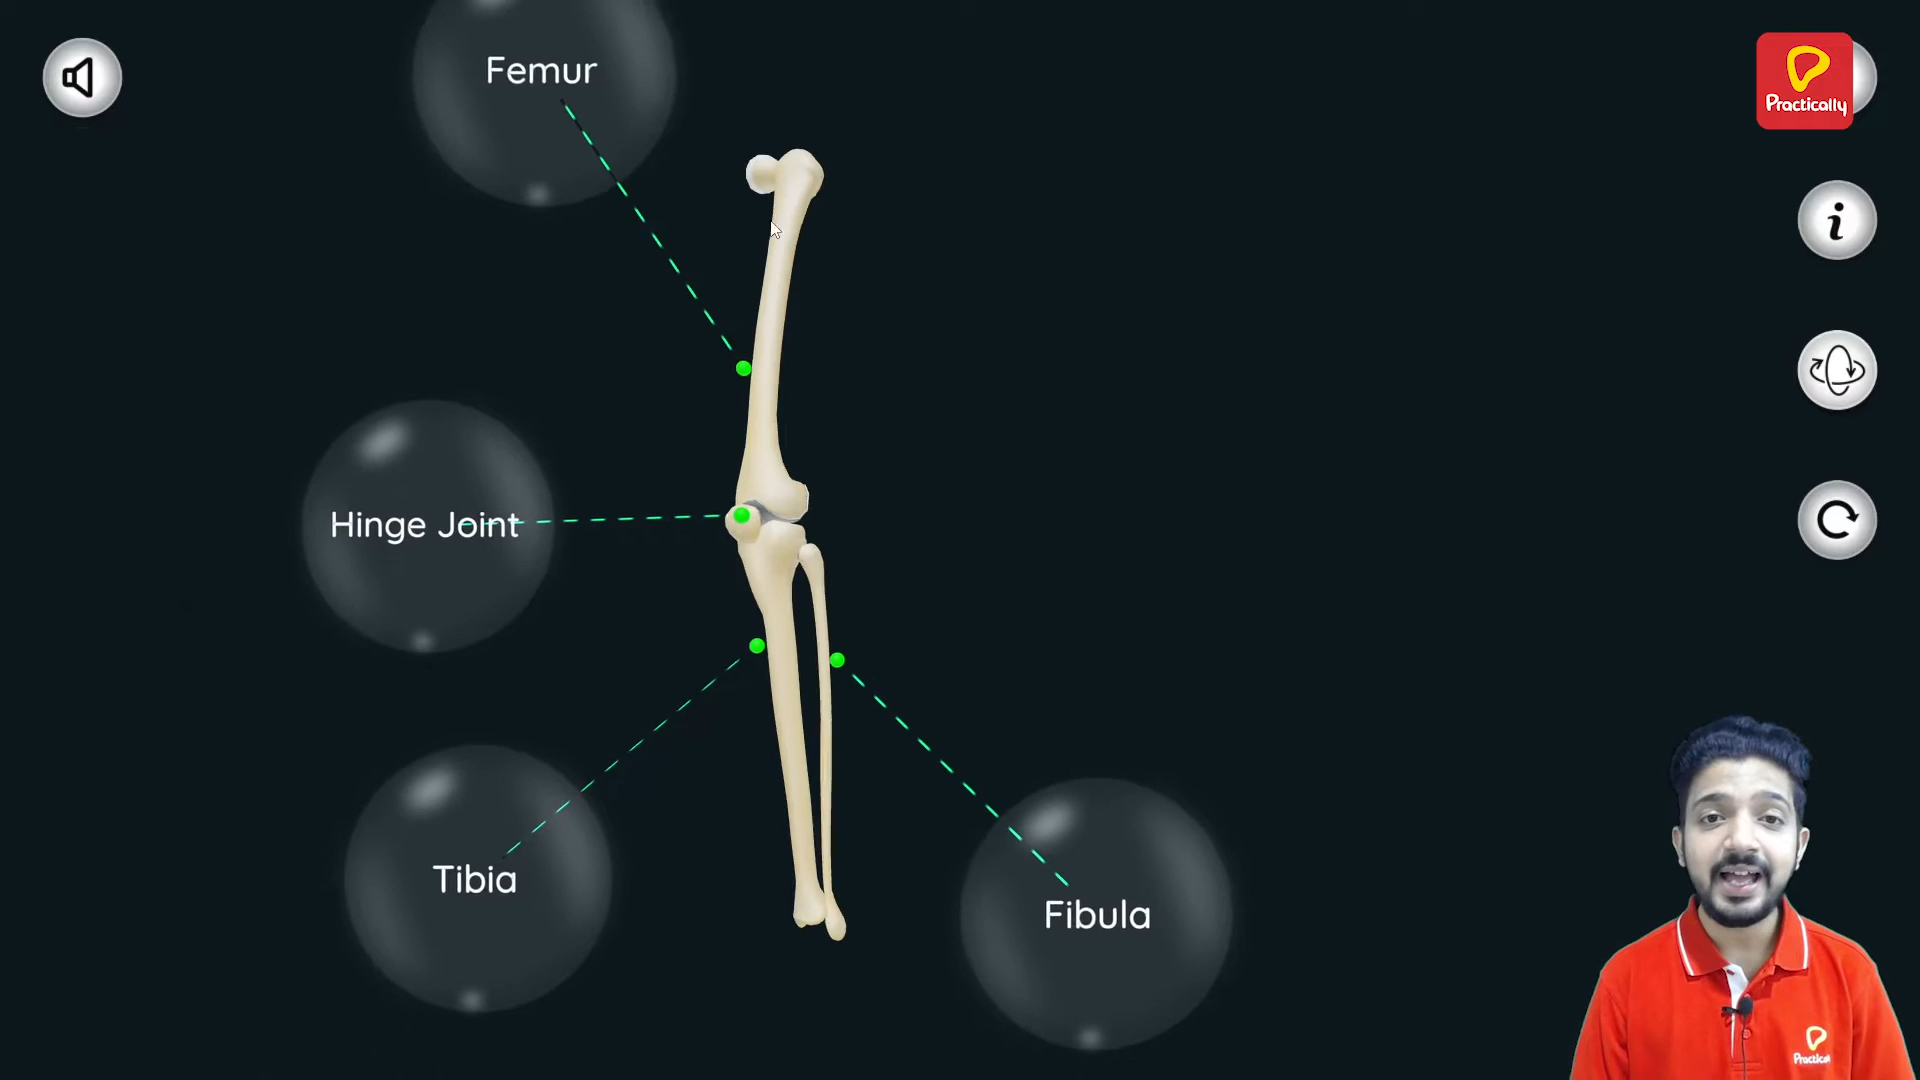 Femur
Practically
i
Hinge Joint
Tibia
Fibula